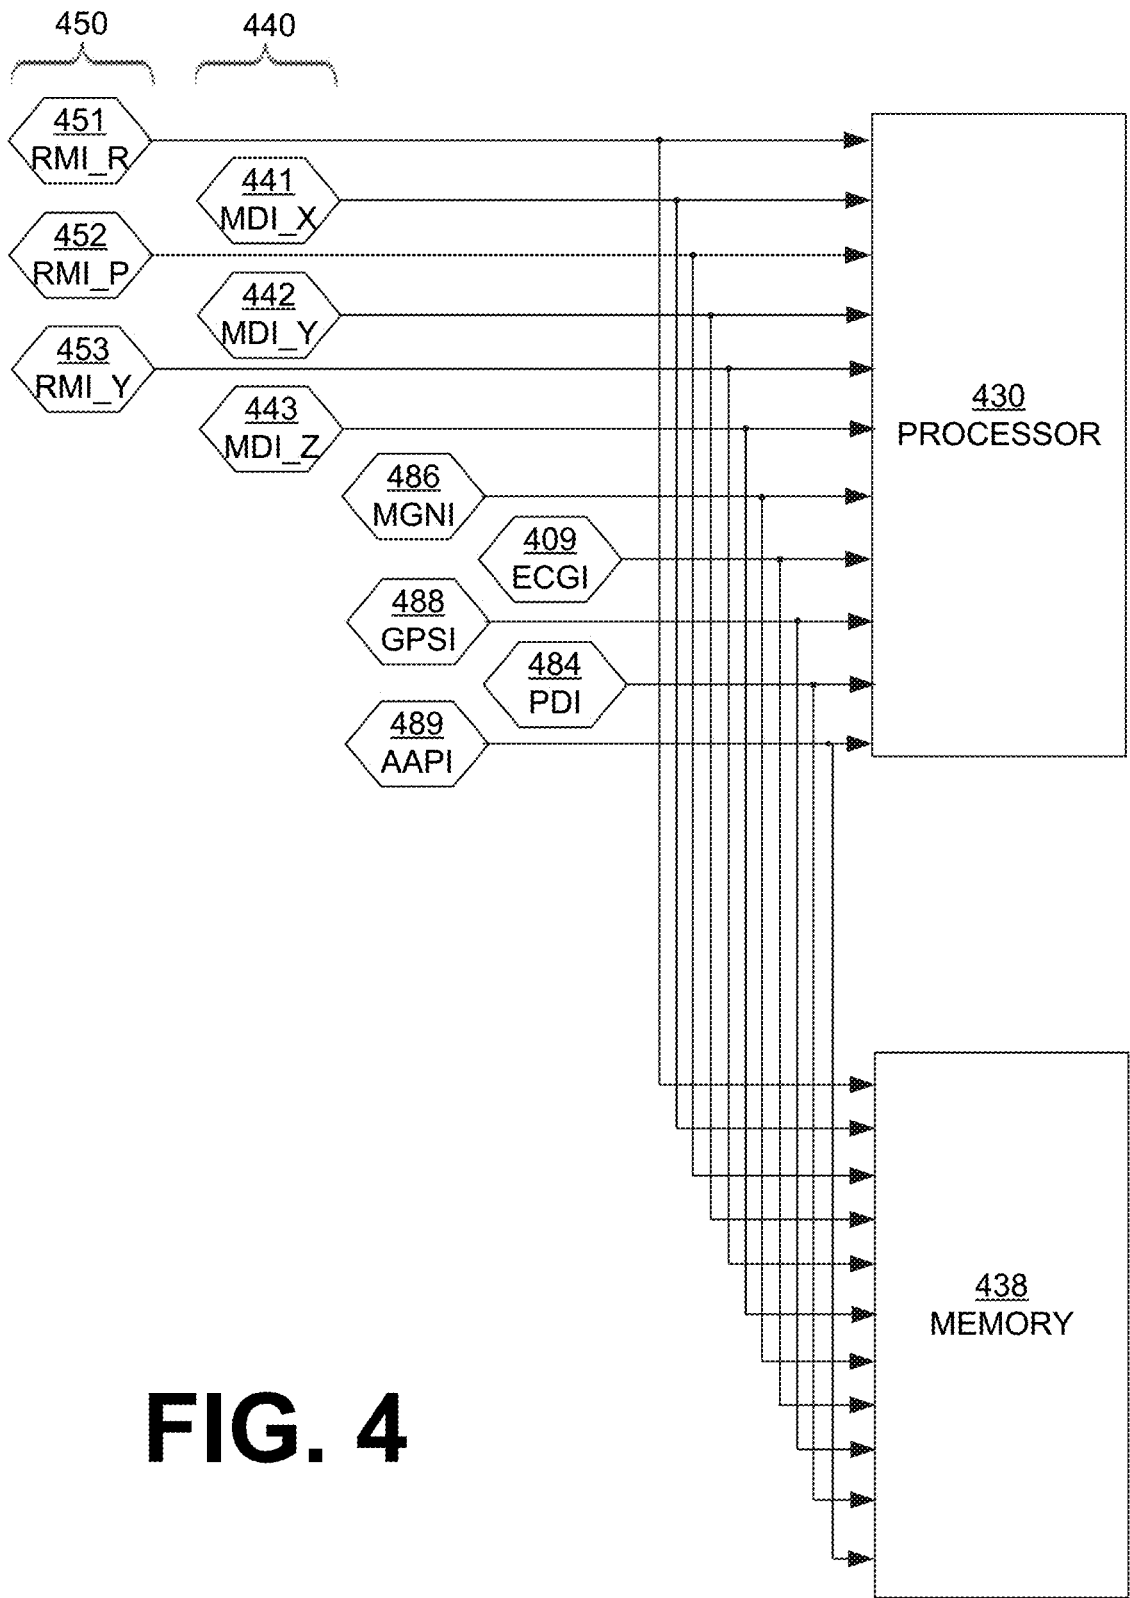 450
440
451
RMI_R
441
MDI_X
452
RMI_P
442
MDI_Y
453
RMI_Y
443
MDI_Z
430
PROCESSOR
486
MGNI
409
ECGI
488
GPSI
484
PDI
489
AAPI
438
MEMORY
FIG. 4